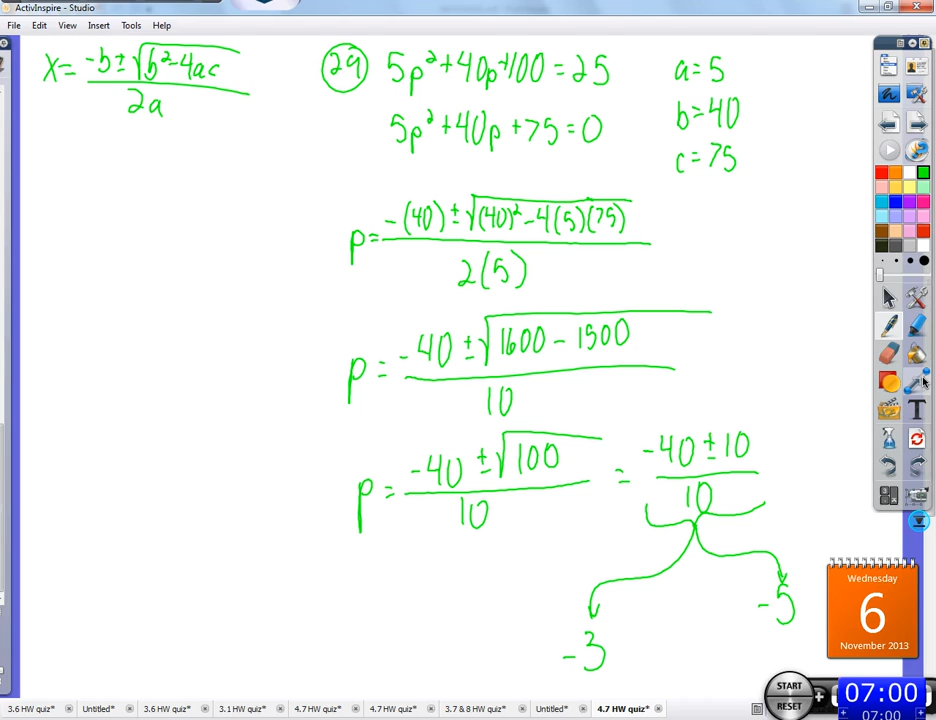 ActivInspire - Studio
File Edit View Insert Tools
x = -b ± √b² - 4ac / 2a
29 5p² + 40p + 100 = 25
5p² + 40p + 75 = 0
a = 5
b = 40
c = 75
p = -(40) ± √(40)² - 4(5)(75) / 2(5)
p = -40 ± √1600 - 1500 / 10
p = -40 ± √100 / 10 = -40 ± 10 / 10
-3
-5
T
Wednesday
6
November 2013
START
RESET
07:00
07:00
3.6 HW quiz* Untitled* 3.6 HW quiz* 3.1 HW quiz* 4.7 HW quiz* 4.7 HW quiz* 3.7 & 8 HW quiz* Untitled* 4.7 HW quiz*